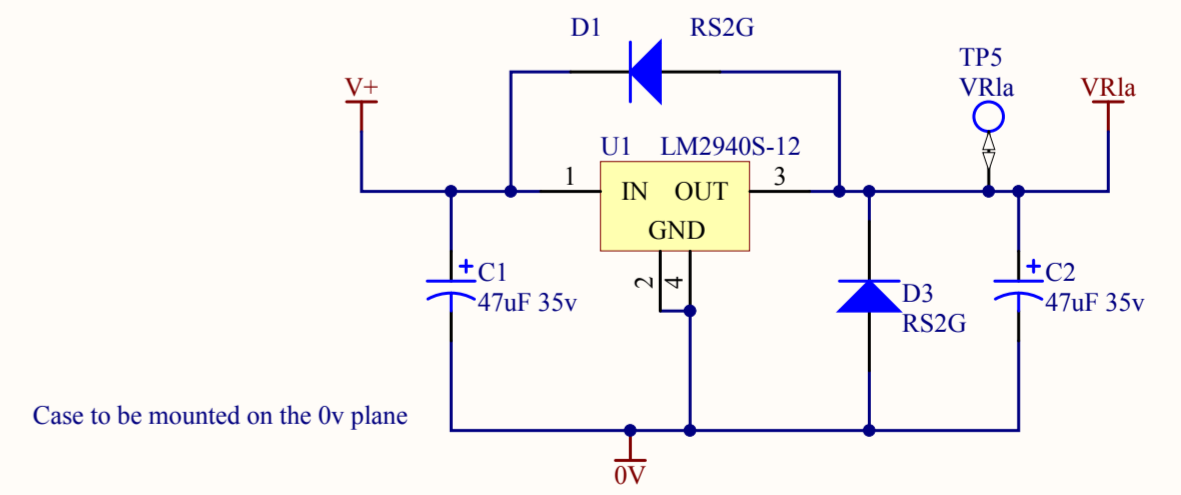 D1 RS2G
TP5
V+ VRla VRla
U1 LM2940S-12
1 IN OUT 3
GND
2 4
+ C1
47uF 35v
D3
RS2G
+ C2
47uF 35v
Case to be mounted on the 0v plane
0V